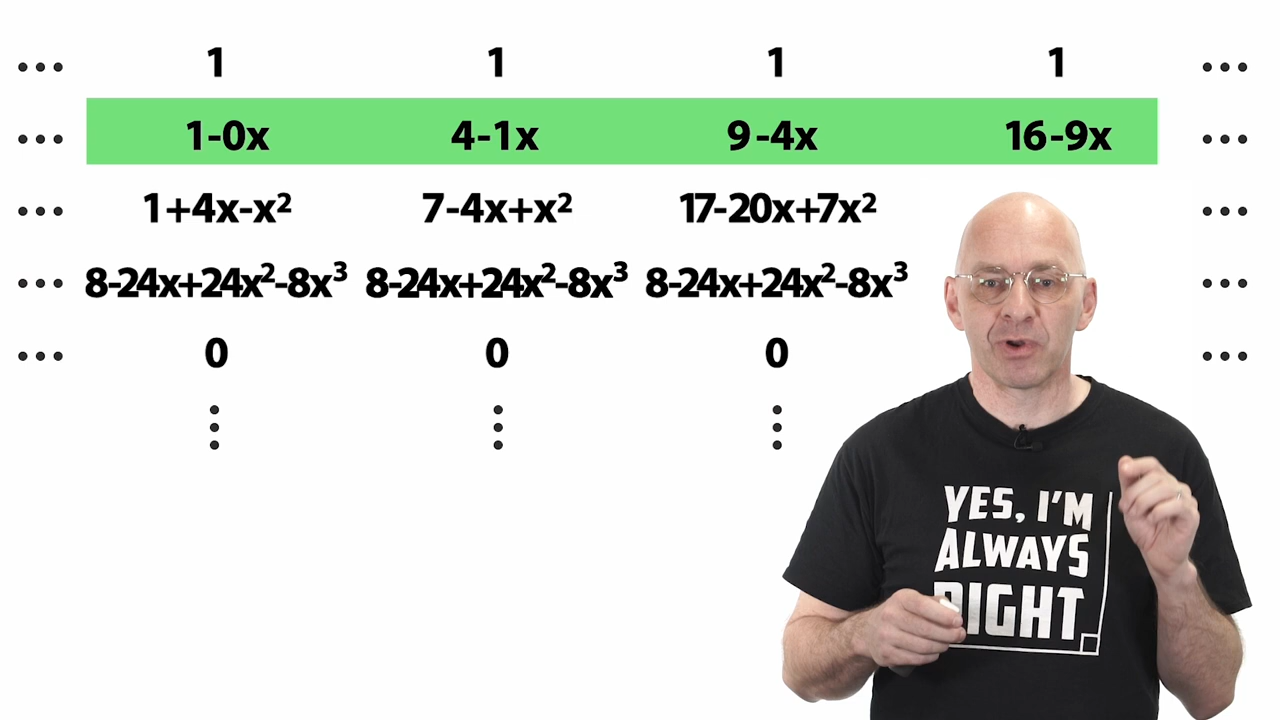 ... 1 1 1 1 ...
... 1-0x 4-1x 9-4x 16-9x ...
... 1+4x-x² 7-4x+x² 17-20x+7x² ...
... 8-24x+24x²-8x³ 8-24x+24x²-8x³ 8-24x+24x²-8x³ ...
... 0 0 0 ...
YES, I'M
ALWAYS
RIGHT